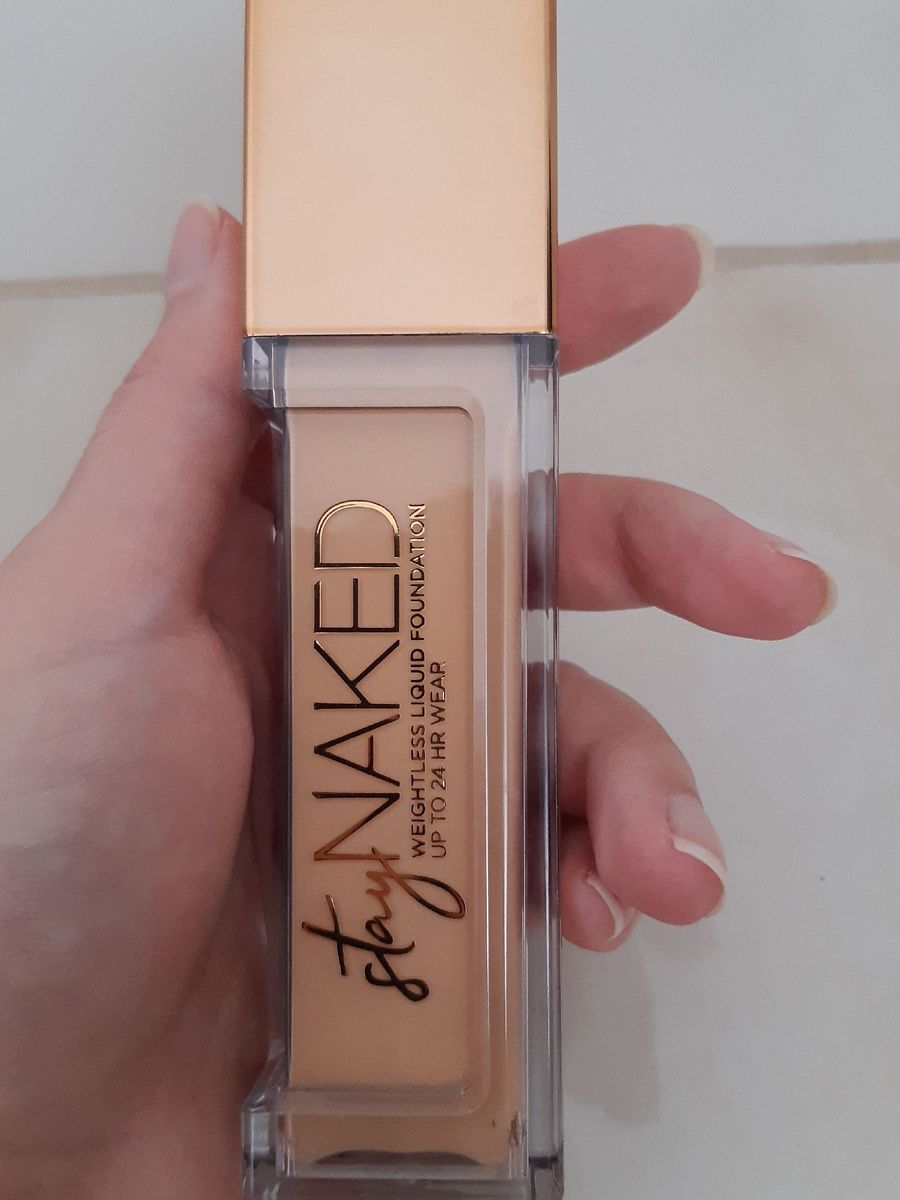 stay NAKED
WEIGHTLESS LIQUID FOUNDATION
UP TO 24 HR WEAR